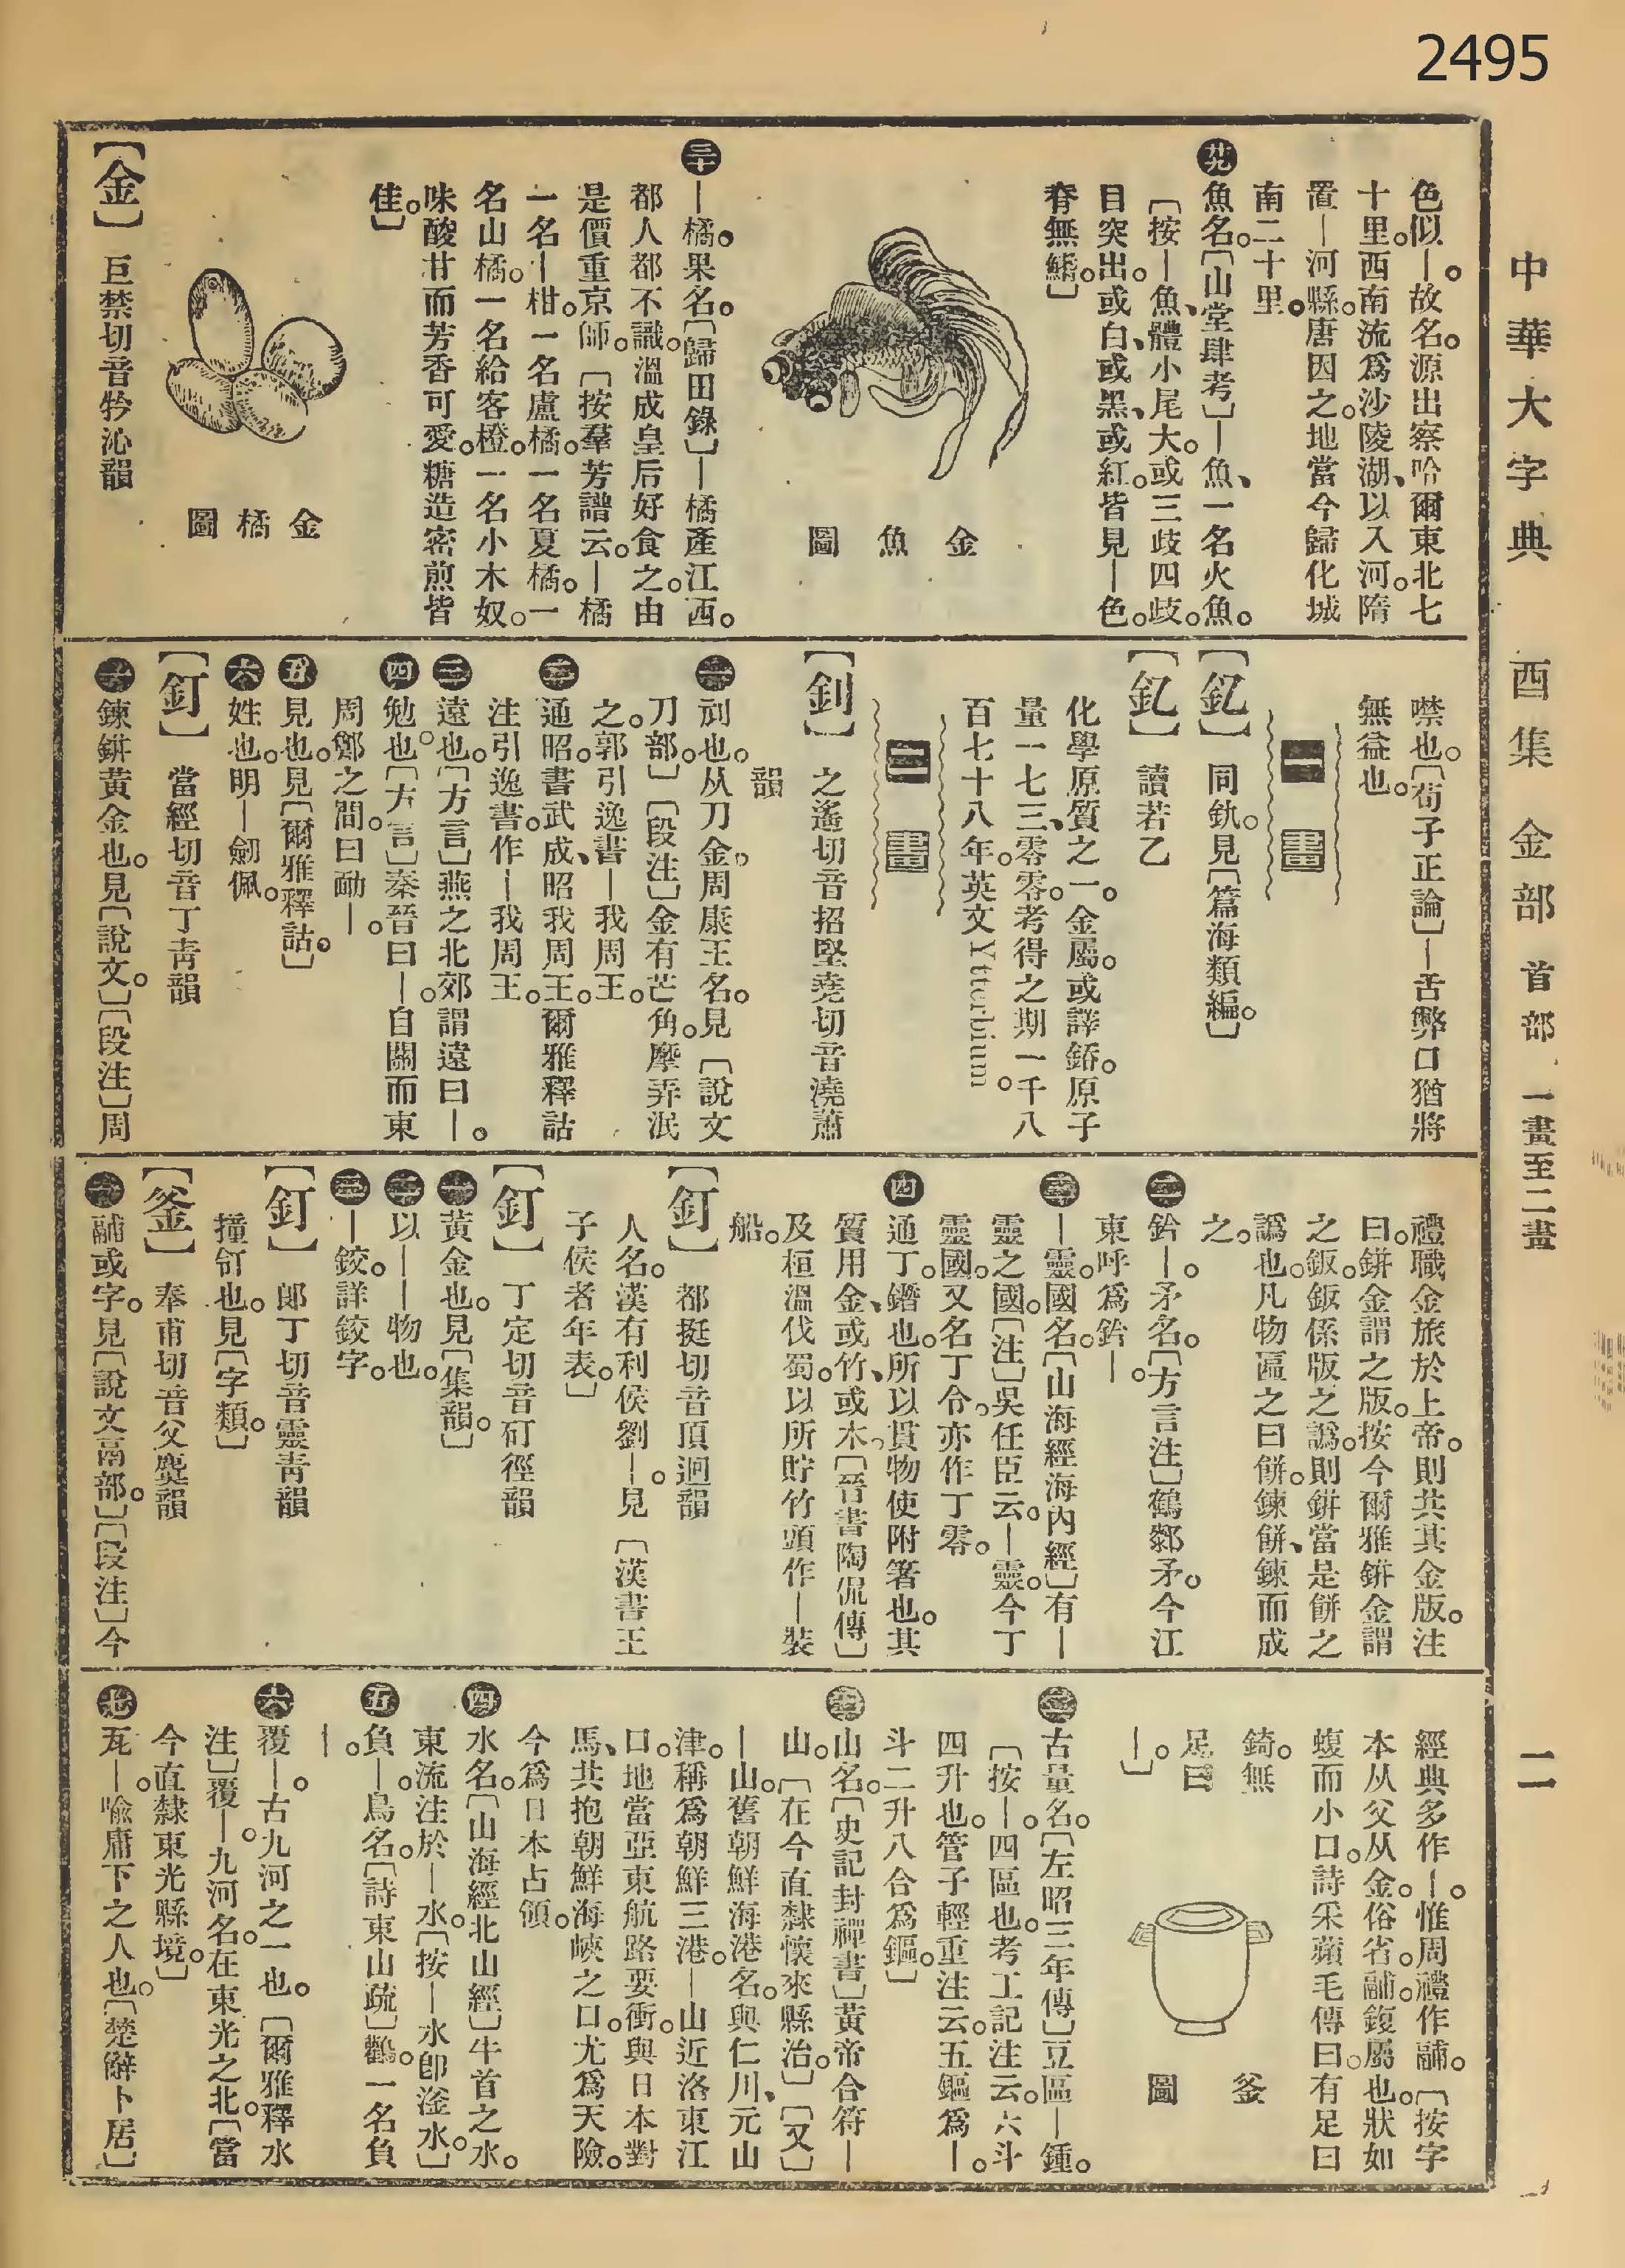 2495
中華大字典　酉集　金部　首部　一畫至二畫　二
色似｜。故名。源出察哈爾東北七
十里。西南流爲沙陵湖、以入河。隋
置｜河縣。唐因之。地當今歸化城
南二十里。
廿九 魚名。〔山堂肆考〕｜魚、一名火魚。
〔按｜魚、體小尾大。或三歧四歧。
目突出。或白、或黑、或紅。皆見｜色。
脊無鰭。〕
金魚圖
三十 ｜橘。果名。〔歸田錄〕｜橘產江西。
都人都不識。溫成皇后好食之。由
是價重京師。〔按羣芳譜云。｜橘
一名｜柑。一名盧橘。一名夏橘。一
名山橘。一名給客橙。一名小木奴。
味酸甘而芳香可愛。糖造密煎皆
佳。〕
金橘圖
〔金〕　巨禁切音妗沁韻
噤也。〔荀子正論〕｜舌弊口猶將
無益也。
一畫
〔釔〕　同釚。見〔篇海類編。〕
〔釔〕　讀若乙
化學原質之一。金屬。或譯鈏。原子
量一七三、零零。考得之期一千八
百七十八年。英文Ytterbium。
二畫
〔釗〕　之遙切音招堅堯切音澆蕭
韻
一 刓也。从刀金。周康王名。見〔說文
刀部。〕〔段注〕金有芒角。摩弄泯
之。郭引逸書｜我周王。
二 通昭。書武成、昭我周王。爾雅釋詁
注引逸書。作｜我周王。
三 遠也。〔方言〕燕之北郊謂遠曰｜。
四 勉也。〔方言〕秦晉曰｜。自關而東
周鄭之間。曰勔｜。
五 見也。見〔爾雅釋詁。〕
六 姓也。明｜劒佩。
〔釘〕　當經切音丁靑韻
一 鍊鉼黃金也。見〔說文。〕〔段注〕周
禮職金旅於上帝。則共其金版。注
曰。鉼金謂之版。按今爾雅鉼金謂
之鈑。鈑係版之譌。則鉼當是餅之
譌也。凡物匾之曰餅。鍊餅、鍊而成
之。
二 鈐｜。矛名。〔方言注〕鶴厀矛。今江
東呼爲鈐｜。
三 ｜靈。國名。〔山海經海內經〕有｜
靈之國。〔注〕吳任臣云。｜靈。今丁
靈國。又名丁令。亦作丁零。
四 通丁。鐕也。所以貫物使附箸也。其
質用金、或竹、或木。〔晉書陶侃傳〕
及桓溫伐蜀。以所貯竹頭作｜裝
船。
〔釘〕　都挺切音頂迥韻
人名。漢有利侯劉｜。見〔漢書王
子侯者年表。〕
〔釘〕　丁定切音矴徑韻
一 黃金也。見〔集韻。〕
二 以｜｜物也。
三 ｜鉸。詳鉸字。
〔釘〕　郞丁切音靈靑韻
撞𠶷也。見〔字類。〕
〔釜〕　奉甫切音父麌韻
一 鬴或字。見〔說文鬲部。〕〔段注〕今
經典多作｜。惟周禮作鬴。〔按字
本从父从金。俗省。鬴。鍑屬也。狀如
蝮而小口。詩采蘋毛傳曰。有足曰
錡。無
足曰
｜。〕
釜圖
二 古量名。〔左昭三年傳〕豆區｜鍾。
〔按｜。四區也。考工記注云。六斗
四升也。管子輕重注云。五鏂爲｜。
斗二升八合爲鏂。〕
三 山名。〔史記封禪書〕黃帝合符｜
山。〔在今直隸懷來縣治。〕〔又〕
｜山。舊朝鮮海港名。與仁川、元山
津。稱爲朝鮮三港。｜山近洛東江
口。地當亞東航路要衝。與日本對
馬、共抱朝鮮海峽之口。尤爲天險。
今爲日本占領。
四 水名。〔山海經北山經〕牛首之水。
東流注於｜水。〔按｜水卽滏水。〕
五 負｜。鳥名。〔詩東山疏〕鸛。一名負
｜。
六 覆｜。古九河之一也。〔爾雅釋水
注〕覆｜。九河名。在東光之北。〔當
今直隸東光縣境。〕
七 瓦｜。喩庸下之人也。〔楚辭卜居〕